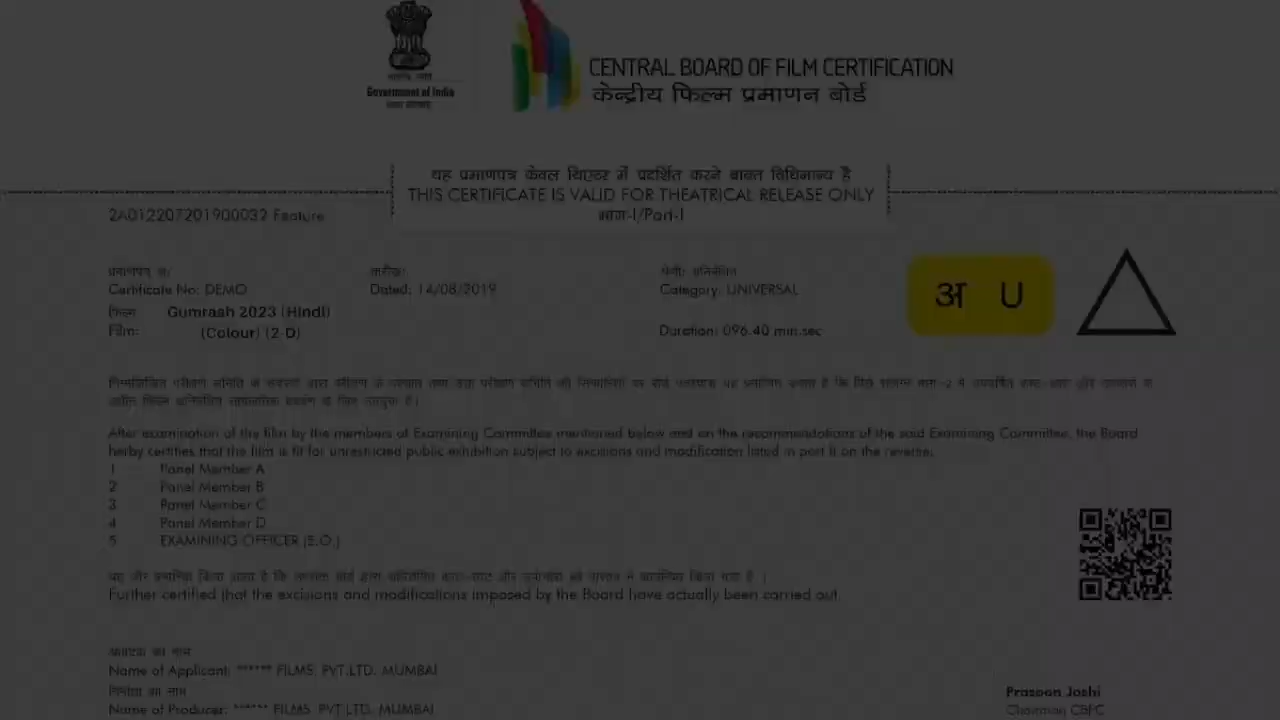 Government of India
CENTRAL BOARD OF FILM CERTIFICATION
केन्द्रीय फिल्म प्रमाणन बोर्ड
यह प्रमाणपत्र केवल थिएटर में प्रदर्शित करने बाबत विधिमान्य है
THIS CERTIFICATE IS VALID FOR THEATRICAL RELEASE ONLY
भाग-I/Part-I
2A012207201900032 Feature
Certificate No: DEMO
Dated: 14/08/2019
Category: UNIVERSAL
अ U
Gumrash 2023 (Hindi)
Film:
(Colour) (2-D)
Duration: 096.40 min.sec
After examination of the film by the members of Examining Committee mentioned below and on the recommendations of the said Examining Committee, the Board
herby certifies that the film is fit for unrestricted public exhibition subject to excisions and modification listed in part II on the reverse.
1 Panel Member A
2 Panel Member B
3 Panel Member C
4 Panel Member D
5 EXAMINING OFFICER (E.O.)
Further certified that the excisions and modifications imposed by the Board have actually been carried out.
Name of Applicant: ****** FILMS. PVT.LTD. MUMBAI
Name of Producer: ****** FILMS. PVT.LTD. MUMBAI
Prasoon Joshi
Chairman CBFC